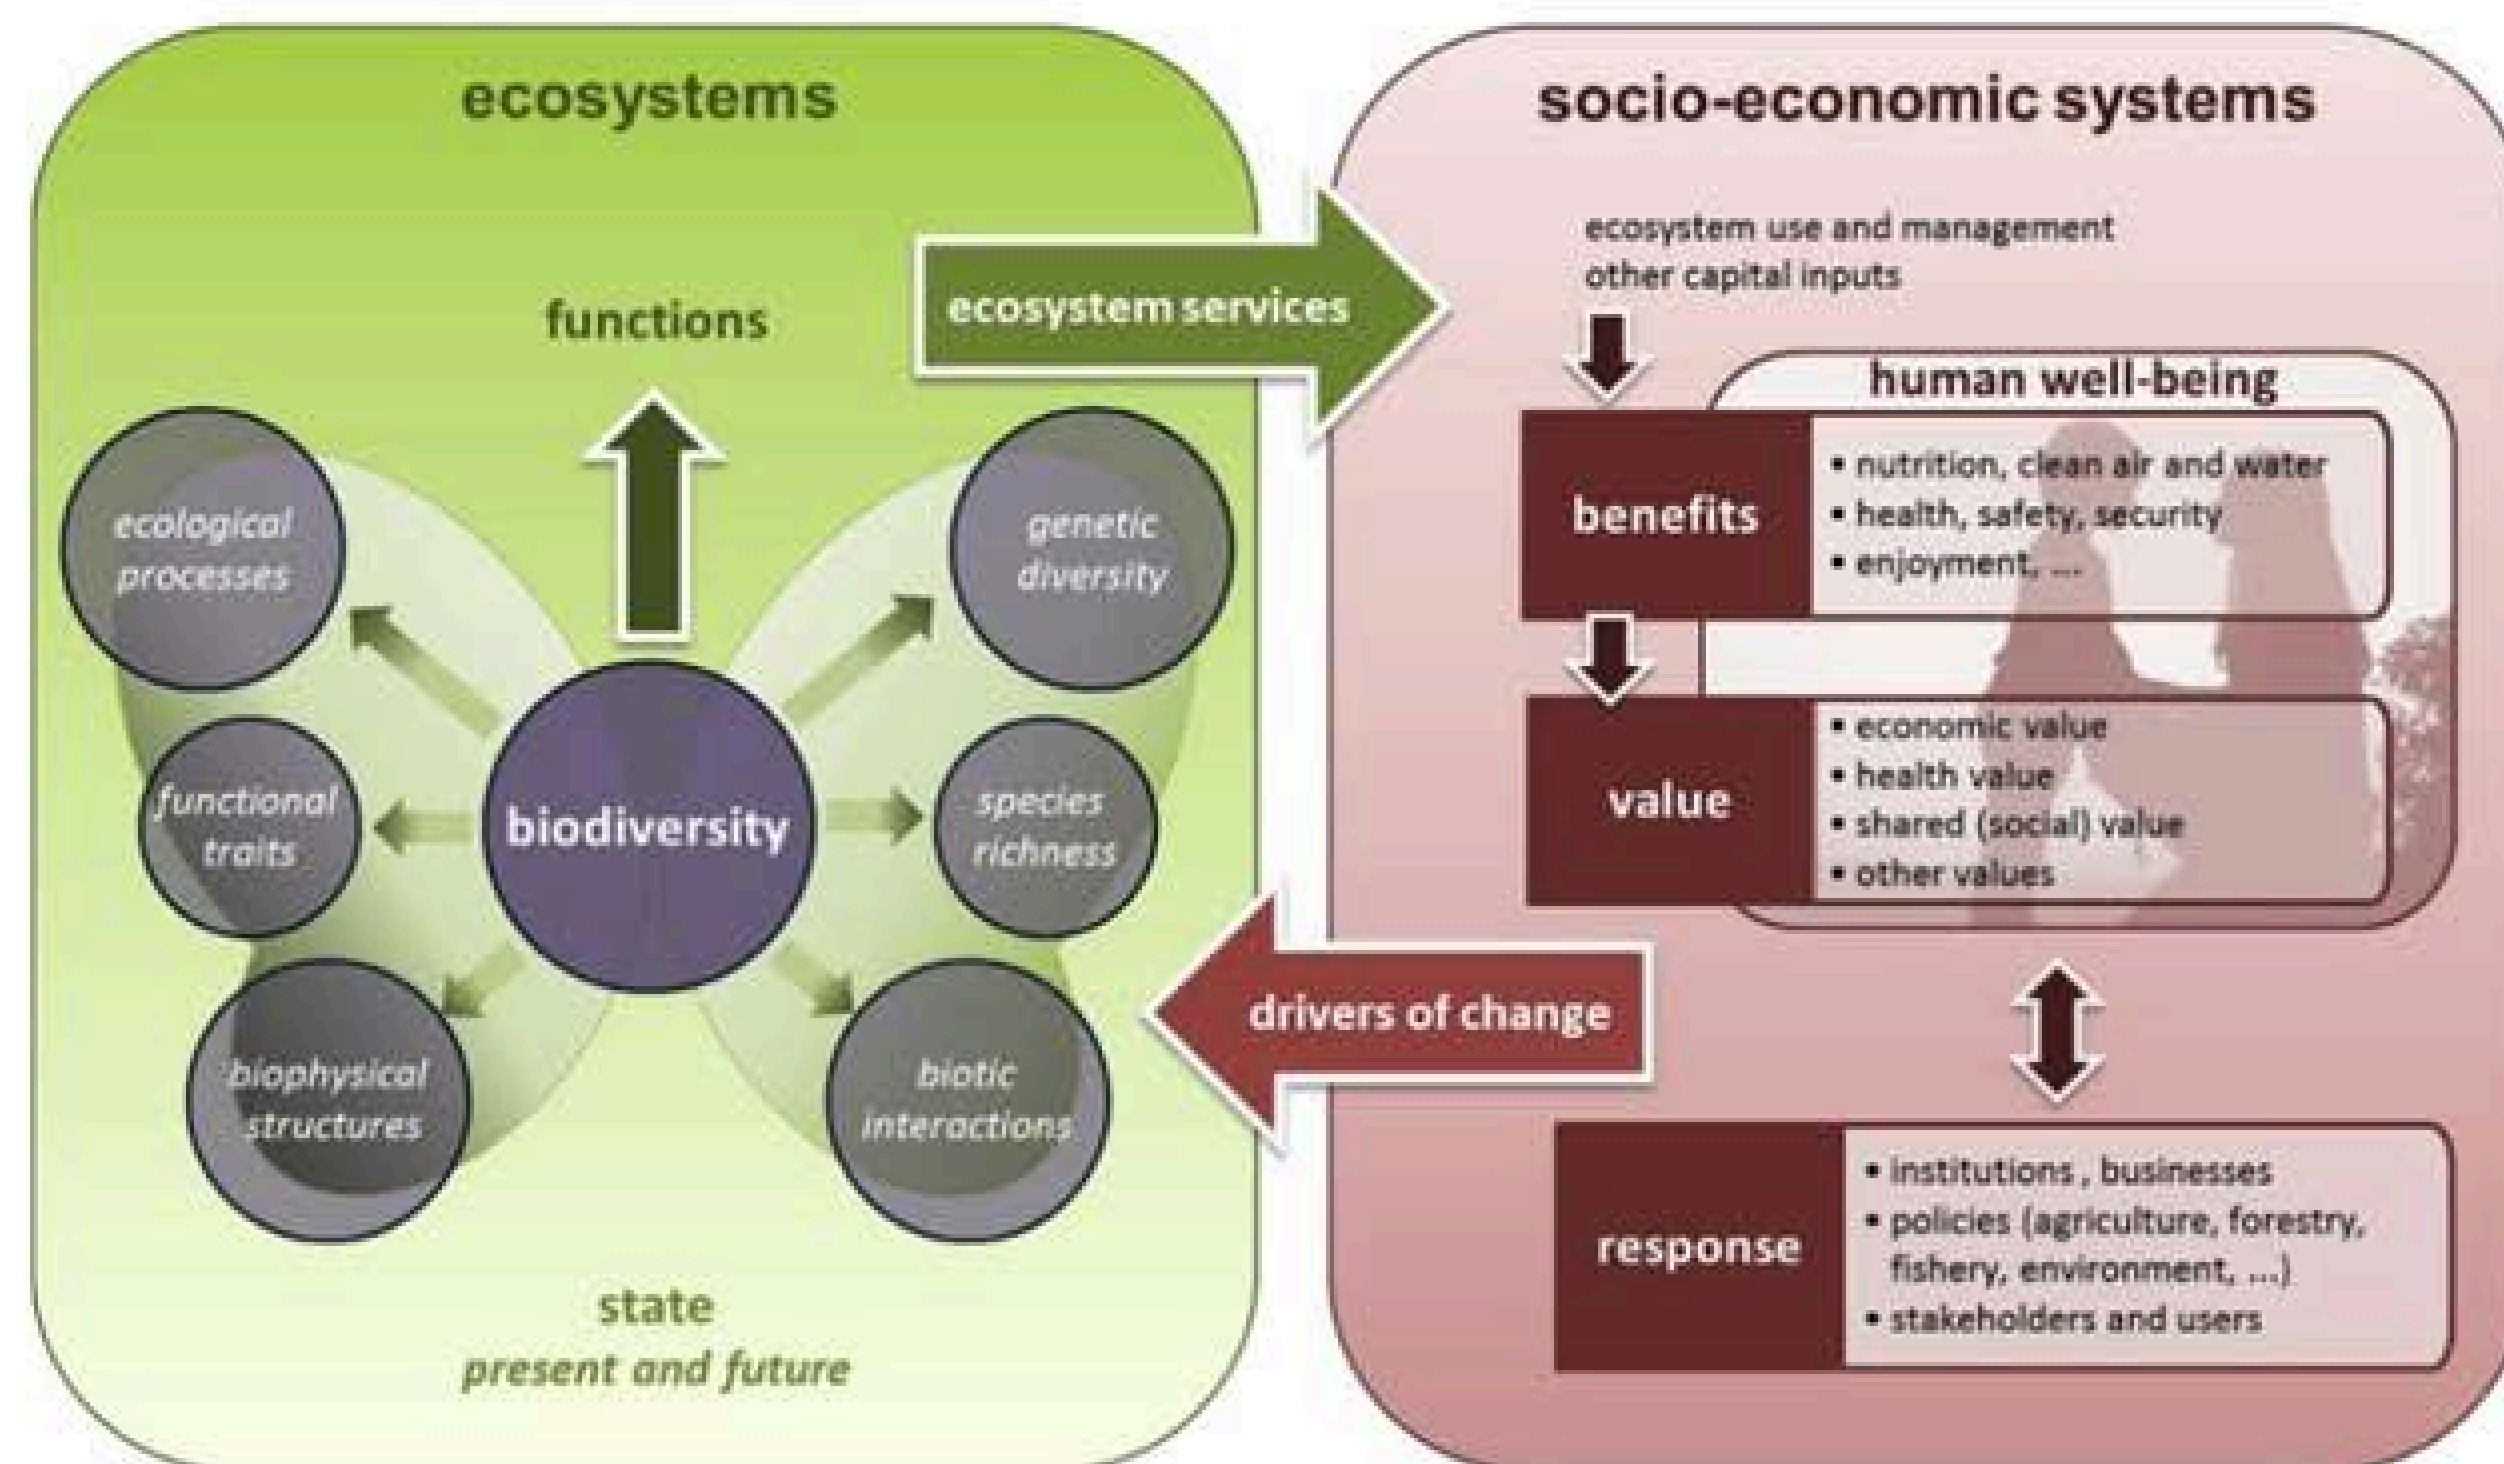 ecosystems
functions
ecosystem services
ecological
processes
genetic
diversity
functional
traits
biodiversity
species
richness
biophysical
structures
biotic
interactions
state
present and future
socio-economic systems
ecosystem use and management
other capital inputs
human well-being
benefits
• nutrition, clean air and water
• health, safety, security
• enjoyment, ...
value
• economic value
• health value
• shared (social) value
• other values
drivers of change
response
• institutions , businesses
• policies (agriculture, forestry,
fishery, environment, ...)
• stakeholders and users